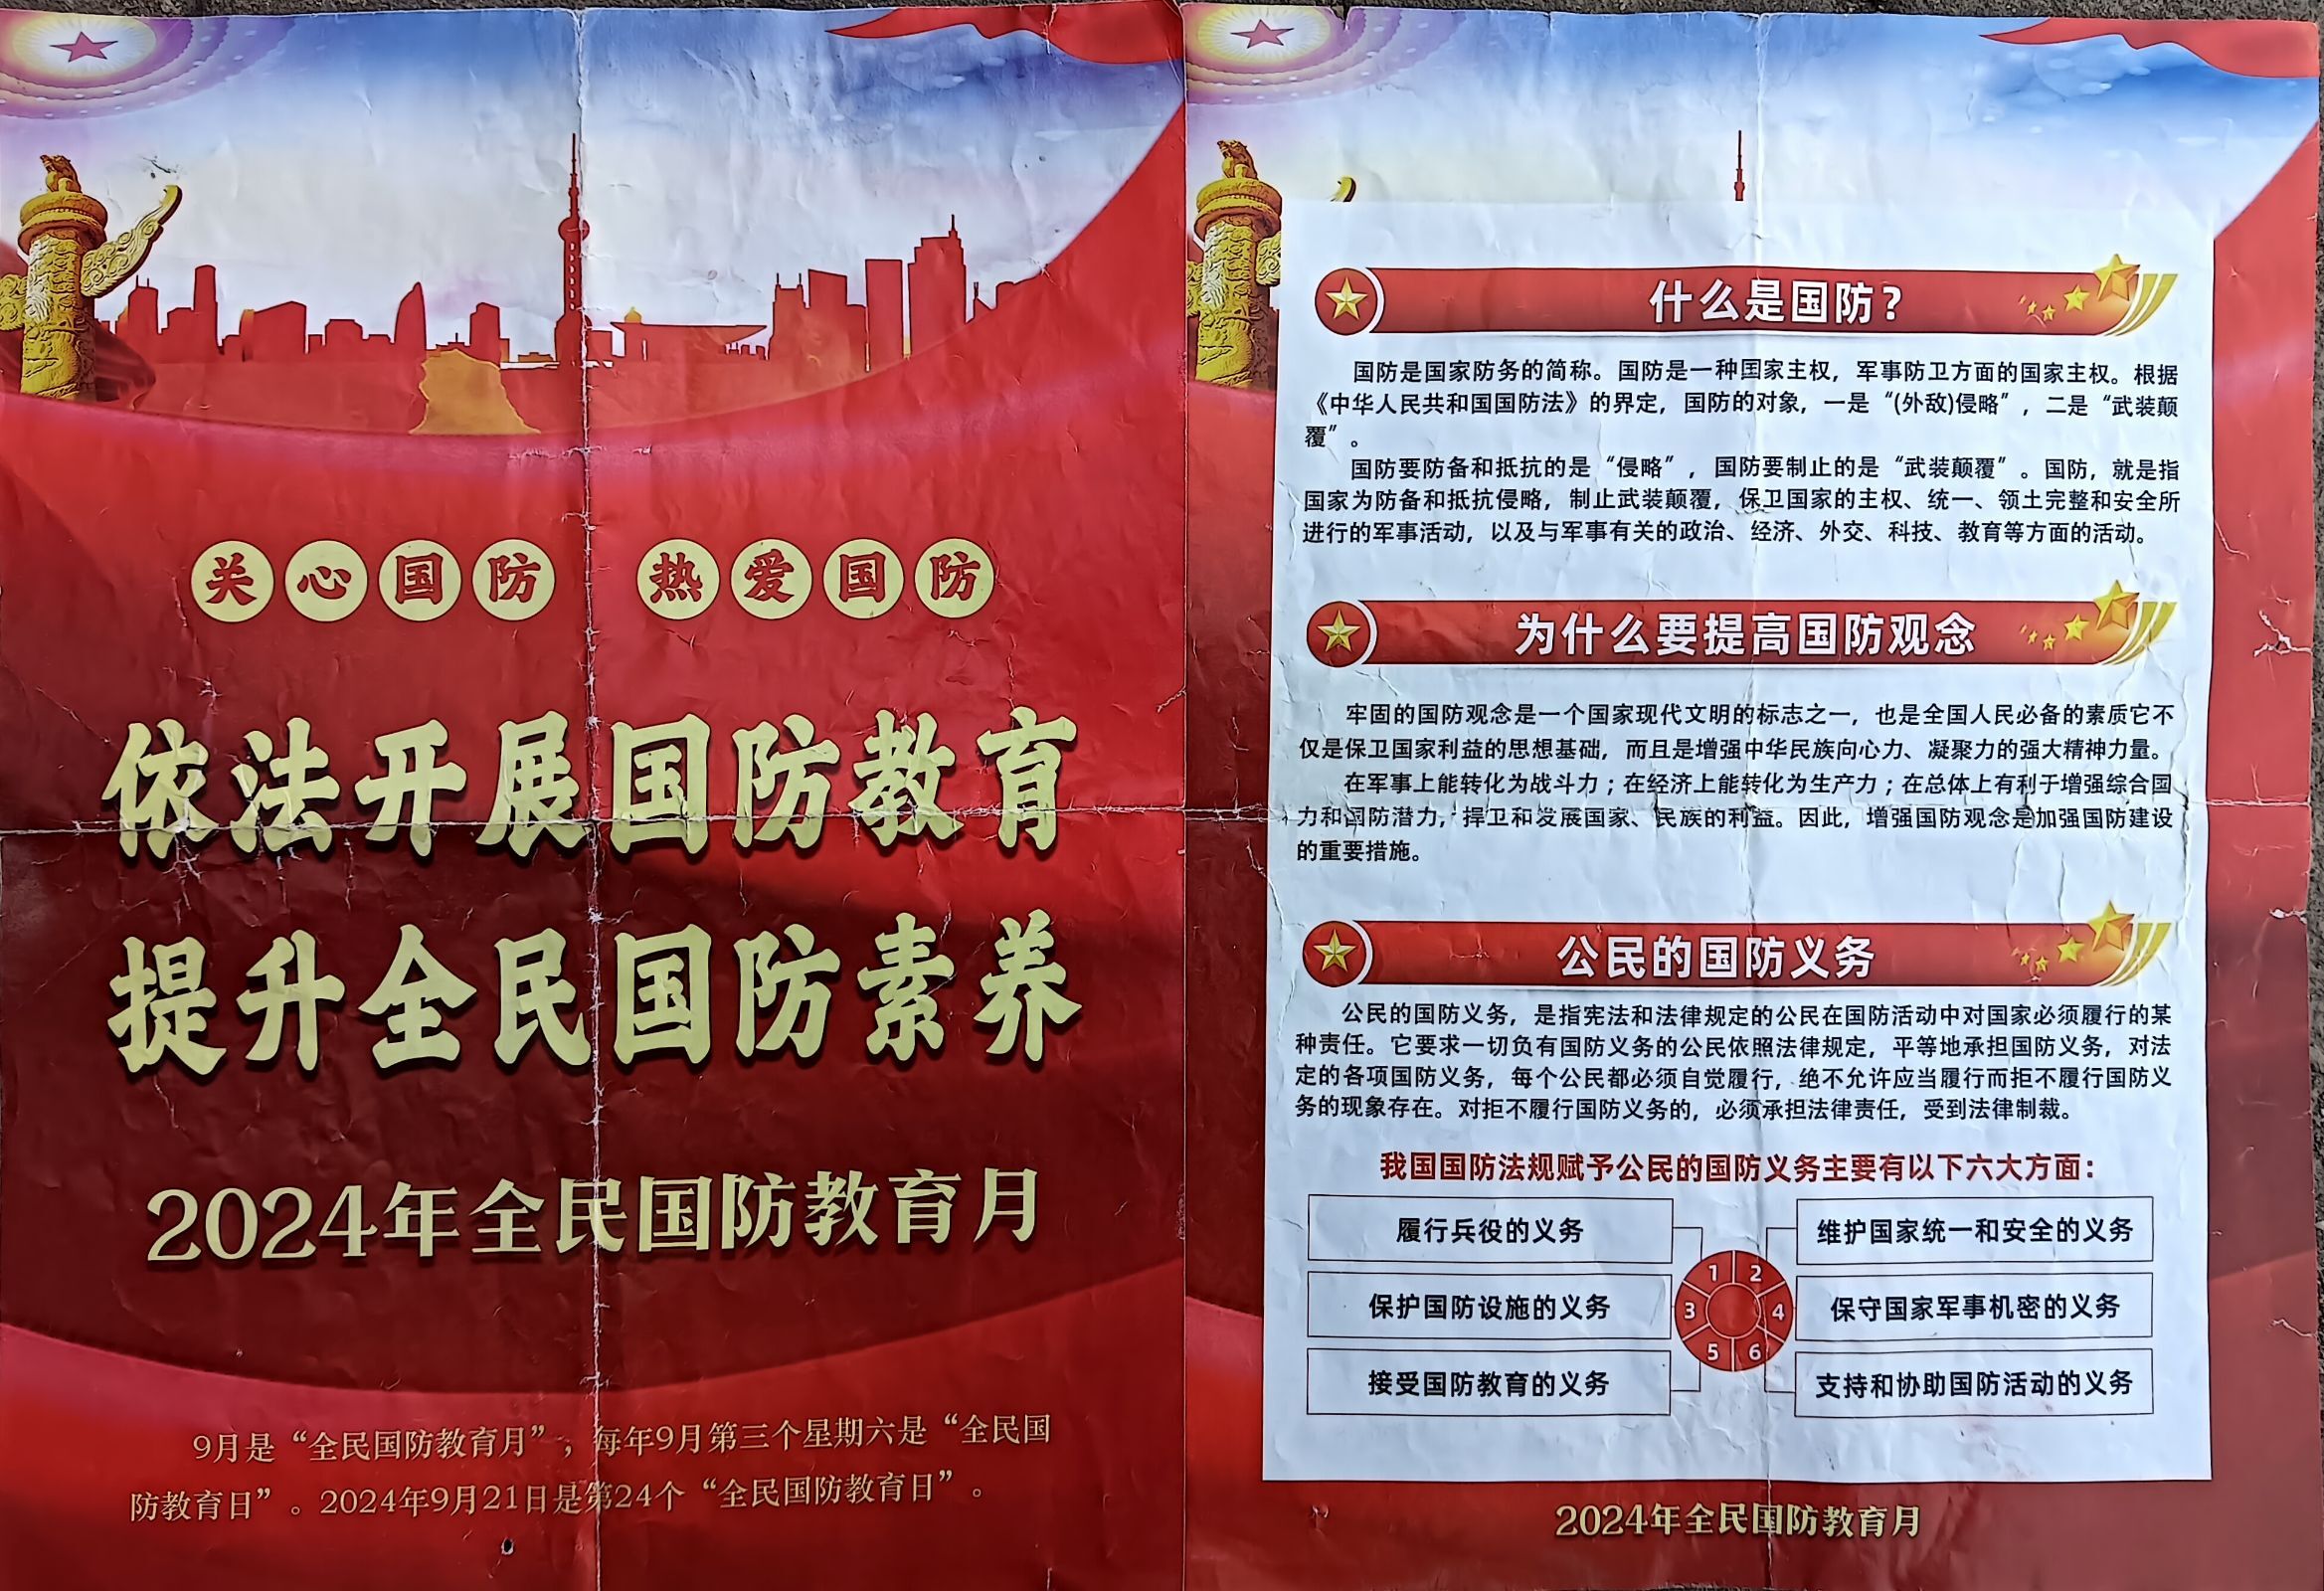 关心国防 热爱国防
依法开展国防教育
提升全民国防素养
2024年全民国防教育月
9月是“全民国防教育月”，每年9月第三个星期六是“全民国
防教育日”。2024年9月21日是第24个“全民国防教育日”。
什么是国防？
国防是国家防务的简称。国防是一种国家主权，军事防卫方面的国家主权。根据
《中华人民共和国国防法》的界定，国防的对象，一是“(外敌)侵略”，二是“武装颠
覆”。
国防要防备和抵抗的是“侵略”，国防要制止的是“武装颠覆”。国防，就是指
国家为防备和抵抗侵略，制止武装颠覆，保卫国家的主权、统一、领土完整和安全所
进行的军事活动，以及与军事有关的政治、经济、外交、科技、教育等方面的活动。
为什么要提高国防观念
牢固的国防观念是一个国家现代文明的标志之一，也是全国人民必备的素质它不
仅是保卫国家利益的思想基础，而且是增强中华民族向心力、凝聚力的强大精神力量。
在军事上能转化为战斗力；在经济上能转化为生产力；在总体上有利于增强综合国
力和国防潜力，捍卫和发展国家、民族的利益。因此，增强国防观念是加强国防建设
的重要措施。
公民的国防义务
公民的国防义务，是指宪法和法律规定的公民在国防活动中对国家必须履行的某
种责任。它要求一切负有国防义务的公民依照法律规定，平等地承担国防义务，对法
定的各项国防义务，每个公民都必须自觉履行，绝不允许应当履行而拒不履行国防义
务的现象存在。对拒不履行国防义务的，必须承担法律责任，受到法律制裁。
我国国防法规赋予公民的国防义务主要有以下六大方面：
1 履行兵役的义务
2 维护国家统一和安全的义务
3 保护国防设施的义务
4 保守国家军事机密的义务
5 接受国防教育的义务
6 支持和协助国防活动的义务
2024年全民国防教育月